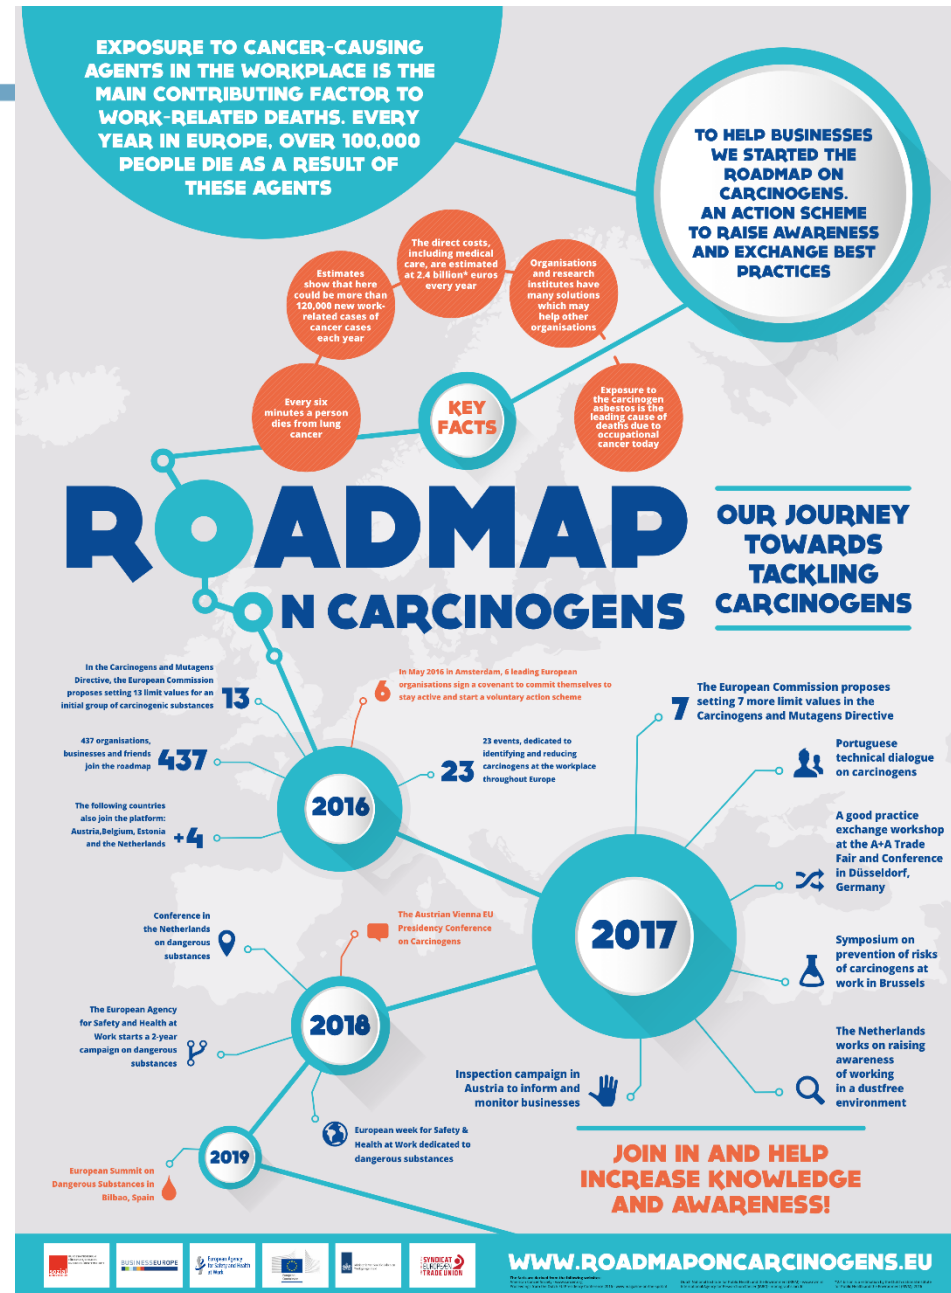 EXPOSURE TO CANCER-CAUSING
AGENTS IN THE WORKPLACE IS THE
MAIN CONTRIBUTING FACTOR TO
WORK-RELATED DEATHS. EVERY
YEAR IN EUROPE, OVER 100,000
PEOPLE DIE AS A RESULT OF
THESE AGENTS
TO HELP BUSINESSES
WE STARTED THE
ROADMAP ON
CARCINOGENS.
AN ACTION SCHEME
TO RAISE AWARENESS
AND EXCHANGE BEST
PRACTICES
Every six
minutes a person
dies from lung
cancer
Estimates
show that here
could be more than
120,000 new work-
related cases of
cancer cases
each year
The direct costs,
including medical
care, are estimated
at 2.4 billion* euros
every year
Organisations
and research
institutes have
many solutions
which may
help other
organisations
Exposure to
the carcinogen
asbestos is the
leading cause of
deaths due to
occupational
cancer today
KEY
FACTS
ROADMAP
ON CARCINOGENS
OUR JOURNEY
TOWARDS
TACKLING
CARCINOGENS
In the Carcinogens and Mutagens
Directive, the European Commission
proposes setting 13 limit values for an
initial group of carcinogenic substances
13
437 organisations,
businesses and friends
join the roadmap
437
The following countries
also join the platform:
Austria,Belgium, Estonia
and the Netherlands
+4
6
In May 2016 in Amsterdam, 6 leading European
organisations sign a covenant to commit themselves to
stay active and start a voluntary action scheme
23
23 events, dedicated to
identifying and reducing
carcinogens at the workplace
throughout Europe
2016
7
The European Commission proposes
setting 7 more limit values in the
Carcinogens and Mutagens Directive
Portuguese
technical dialogue
on carcinogens
A good practice
exchange workshop
at the A+A Trade
Fair and Conference
in Düsseldorf,
Germany
Symposium on
prevention of risks
of carcinogens at
work in Brussels
The Netherlands
works on raising
awareness
of working
in a dustfree
environment
Inspection campaign in
Austria to inform and
monitor businesses
2017
Conference in
the Netherlands
on dangerous
substances
The Austrian Vienna EU
Presidency Conference
on Carcinogens
The European Agency
for Safety and Health at
Work starts a 2-year
campaign on dangerous
substances
2018
European week for Safety &
Health at Work dedicated to
dangerous substances
2019
European Summit on
Dangerous Substances in
Bilbao, Spain
JOIN IN AND HELP
INCREASE KNOWLEDGE
AND AWARENESS!
BUSINESSEUROPE
European Agency
for Safety and Health
at Work
SYNDICAT
EUROPEAN
TRADE UNION
WWW.ROADMAPONCARCINOGENS.EU